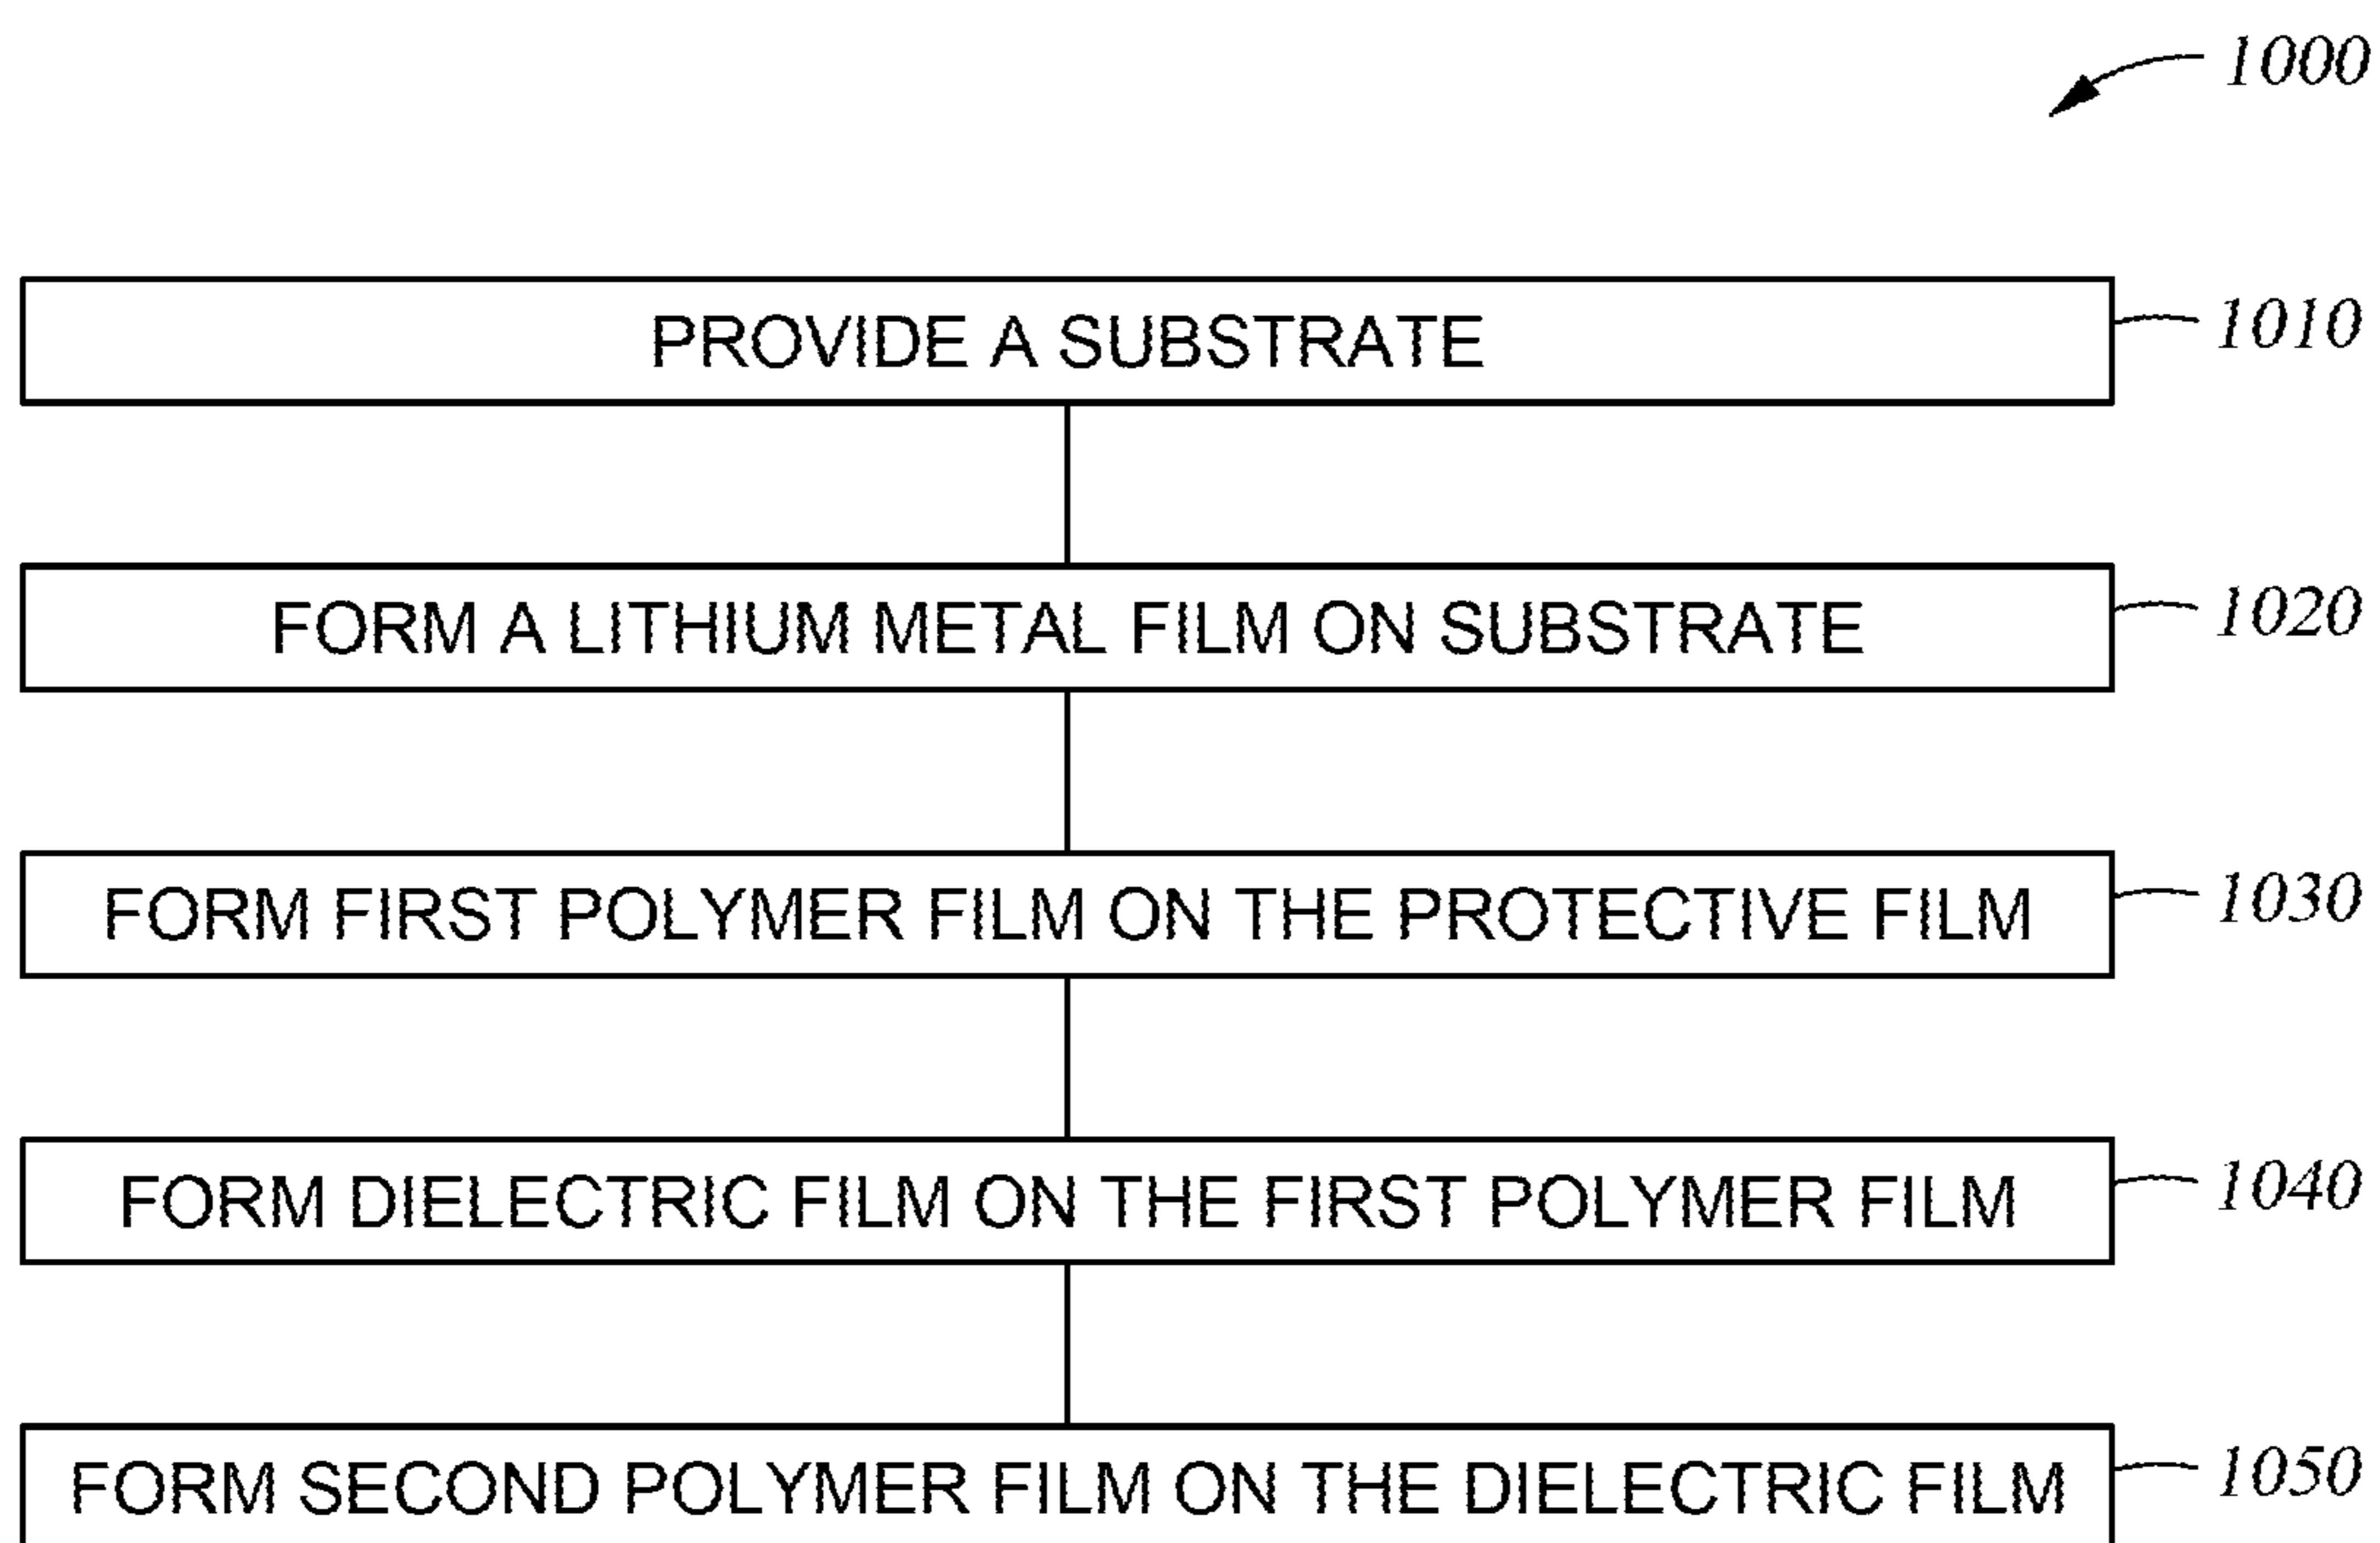 1000
PROVIDE A SUBSTRATE 1010
FORM A LITHIUM METAL FILM ON SUBSTRATE 1020
FORM FIRST POLYMER FILM ON THE PROTECTIVE FILM 1030
FORM DIELECTRIC FILM ON THE FIRST POLYMER FILM 1040
FORM SECOND POLYMER FILM ON THE DIELECTRIC FILM 1050